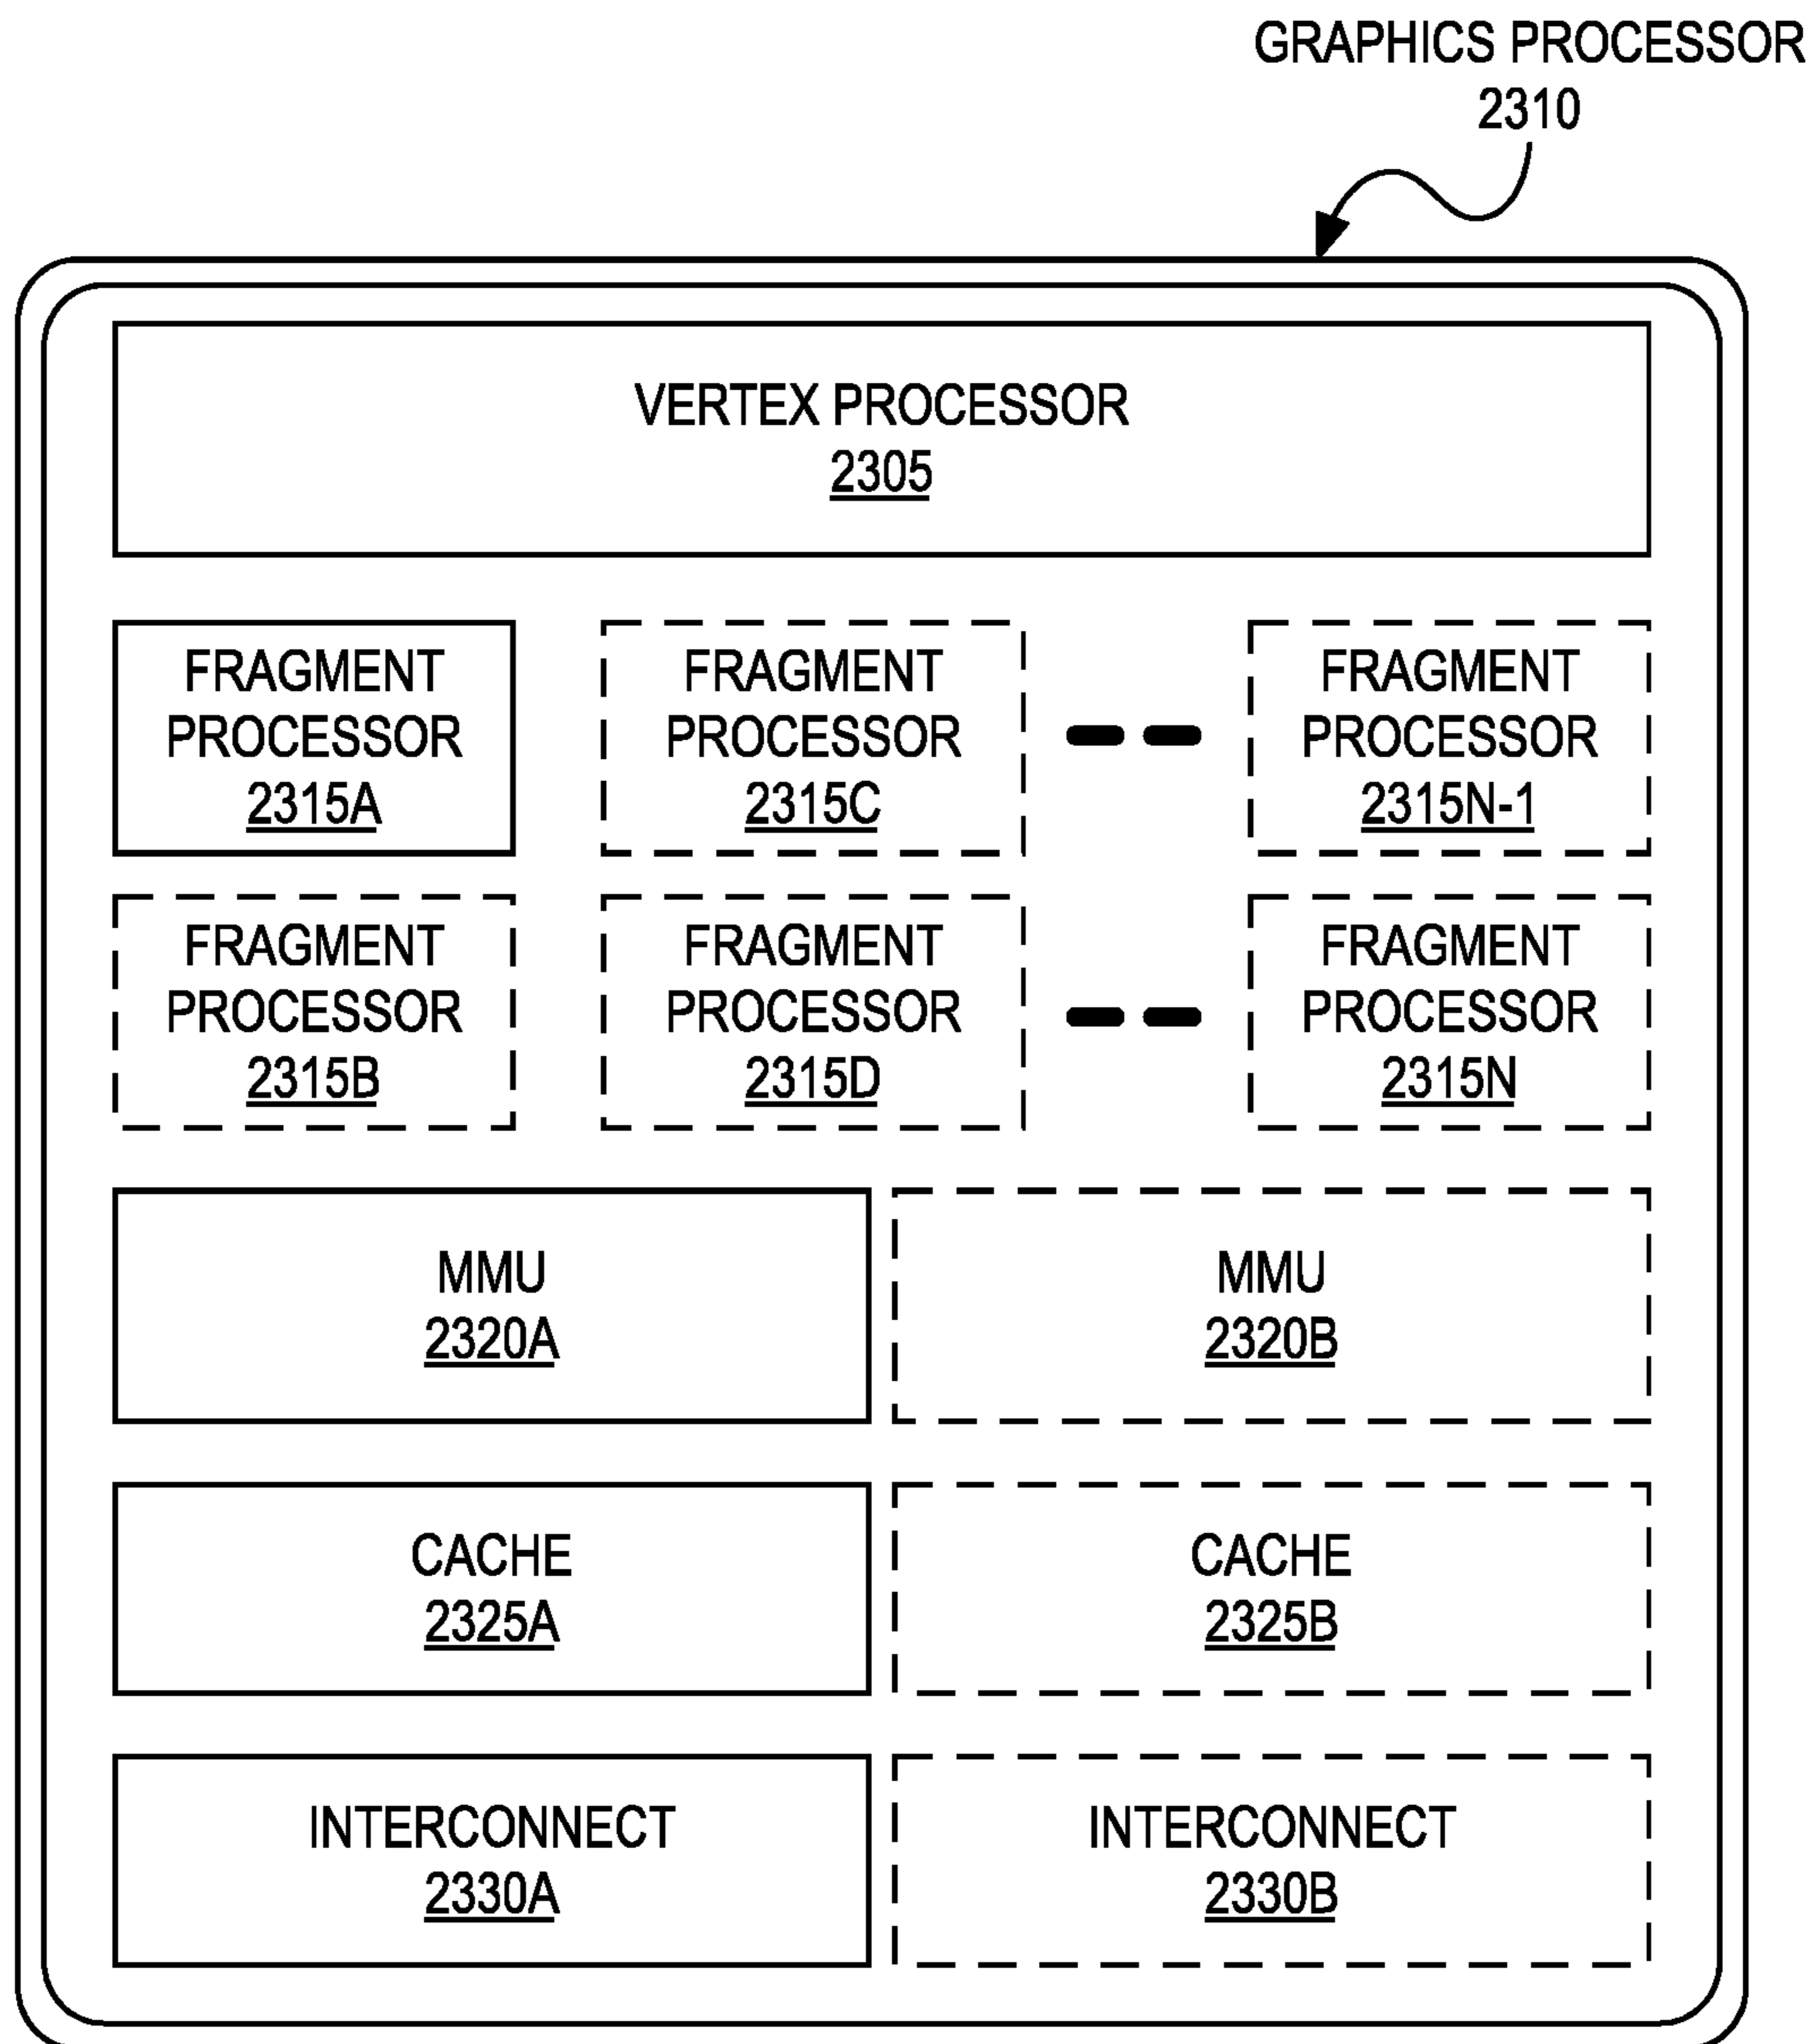 GRAPHICS PROCESSOR
2310
VERTEX PROCESSOR
2305
FRAGMENT
PROCESSOR
2315A
FRAGMENT
PROCESSOR
2315C
FRAGMENT
PROCESSOR
2315N-1
FRAGMENT
PROCESSOR
2315B
FRAGMENT
PROCESSOR
2315D
FRAGMENT
PROCESSOR
2315N
MMU
2320A
MMU
2320B
CACHE
2325A
CACHE
2325B
INTERCONNECT
2330A
INTERCONNECT
2330B